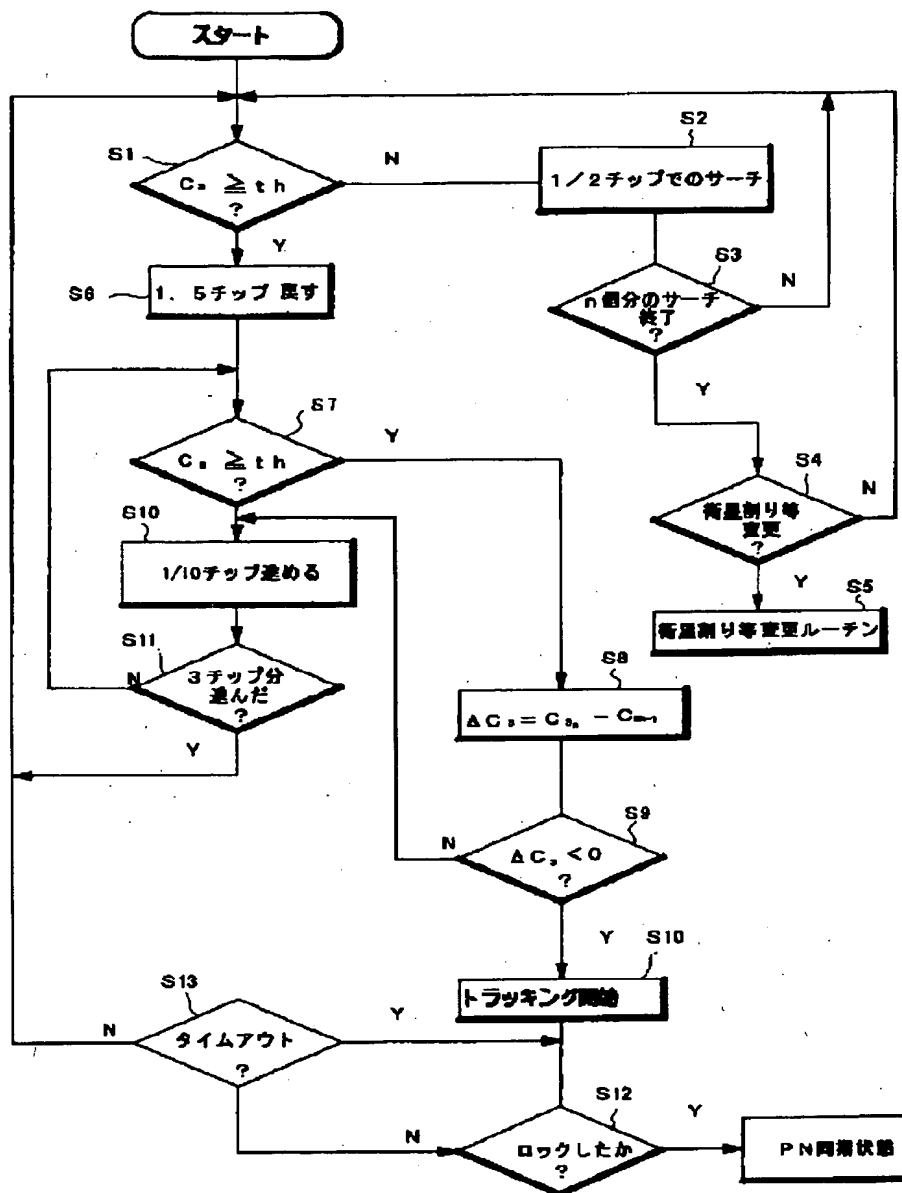 スタート
S1
C₃ ≧ th
?
N
Y
S2
1/2チップでのサーチ
S3
n個分のサーチ
終了
?
N
Y
S6
1.5チップ 戻す
S7
C₃ ≧ th
?
Y
S4
衛星割り等
変更
?
N
Y
S5
衛星割り等変更ルーチン
S10
1/10チップ進める
S11
3チップ分
進んだ
?
N
Y
S8
ΔC₃ = C₃ₙ −
S9
ΔC₃ <0
?
N
Y
S10
トラッキング開始
S13
タイムアウト
?
N
Y
N
S12
ロックしたか
?
Y
PN同期状態